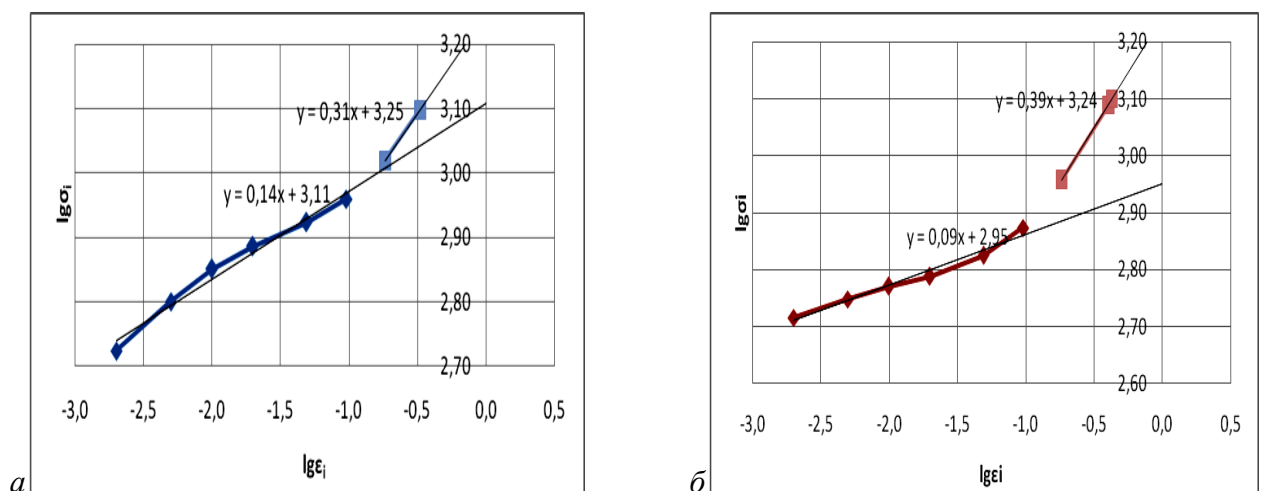 3,20
y = 0,31x + 3,25
3,10
y = 0,14x + 3,11
3,00
2,90
2,80
2,70
lgσi
-3,0 -2,5 -2,0 -1,5 -1,0 -0,5 0,0 0,5
lgεi
а
3,20
y = 0,39x + 3,24
3,10
3,00
2,90
y = 0,09x + 2,95
2,80
2,70
2,60
lgσi
-3,0 -2,5 -2,0 -1,5 -1,0 -0,5 0,0 0,5
lgεi
б